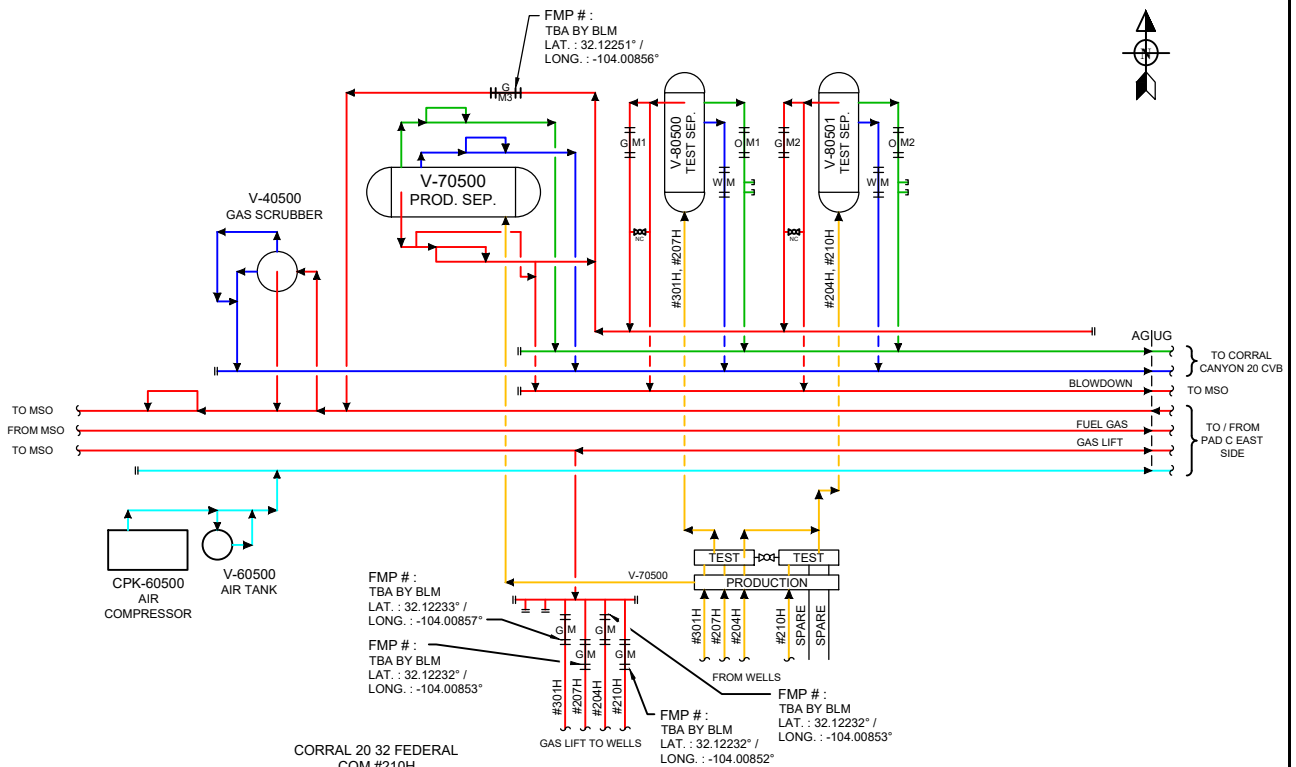 FMP # :
TBA BY BLM
LAT. : 32.12251° /
LONG. : -104.00856°
N
G
M3
V-70500
PROD. SEP.
V-80500
TEST SEP.
G M1
O M1
W M
NC
#301H, #207H
V-80501
TEST SEP.
G M2
O M2
W M
NC
#204H, #210H
V-40500
GAS SCRUBBER
AG UG
TO CORRAL
CANYON 20 CVB
BLOWDOWN
TO MSO
TO MSO
FROM MSO
FUEL GAS
TO MSO
GAS LIFT
TO / FROM
PAD C EAST
SIDE
CPK-60500
AIR
COMPRESSOR
V-60500
AIR TANK
TEST
TEST
V-70500
PRODUCTION
#301H
#207H
#204H
#210H
SPARE
SPARE
FROM WELLS
FMP # :
TBA BY BLM
LAT. : 32.12233° /
LONG. : -104.00857°
FMP # :
TBA BY BLM
LAT. : 32.12232° /
LONG. : -104.00853°
G M
G M
G M
G M
#301H
#207H
#204H
#210H
GAS LIFT TO WELLS
FMP # :
TBA BY BLM
LAT. : 32.12232° /
LONG. : -104.00852°
FMP # :
TBA BY BLM
LAT. : 32.12232° /
LONG. : -104.00853°
CORRAL 20 32 FEDERAL
COM #210H